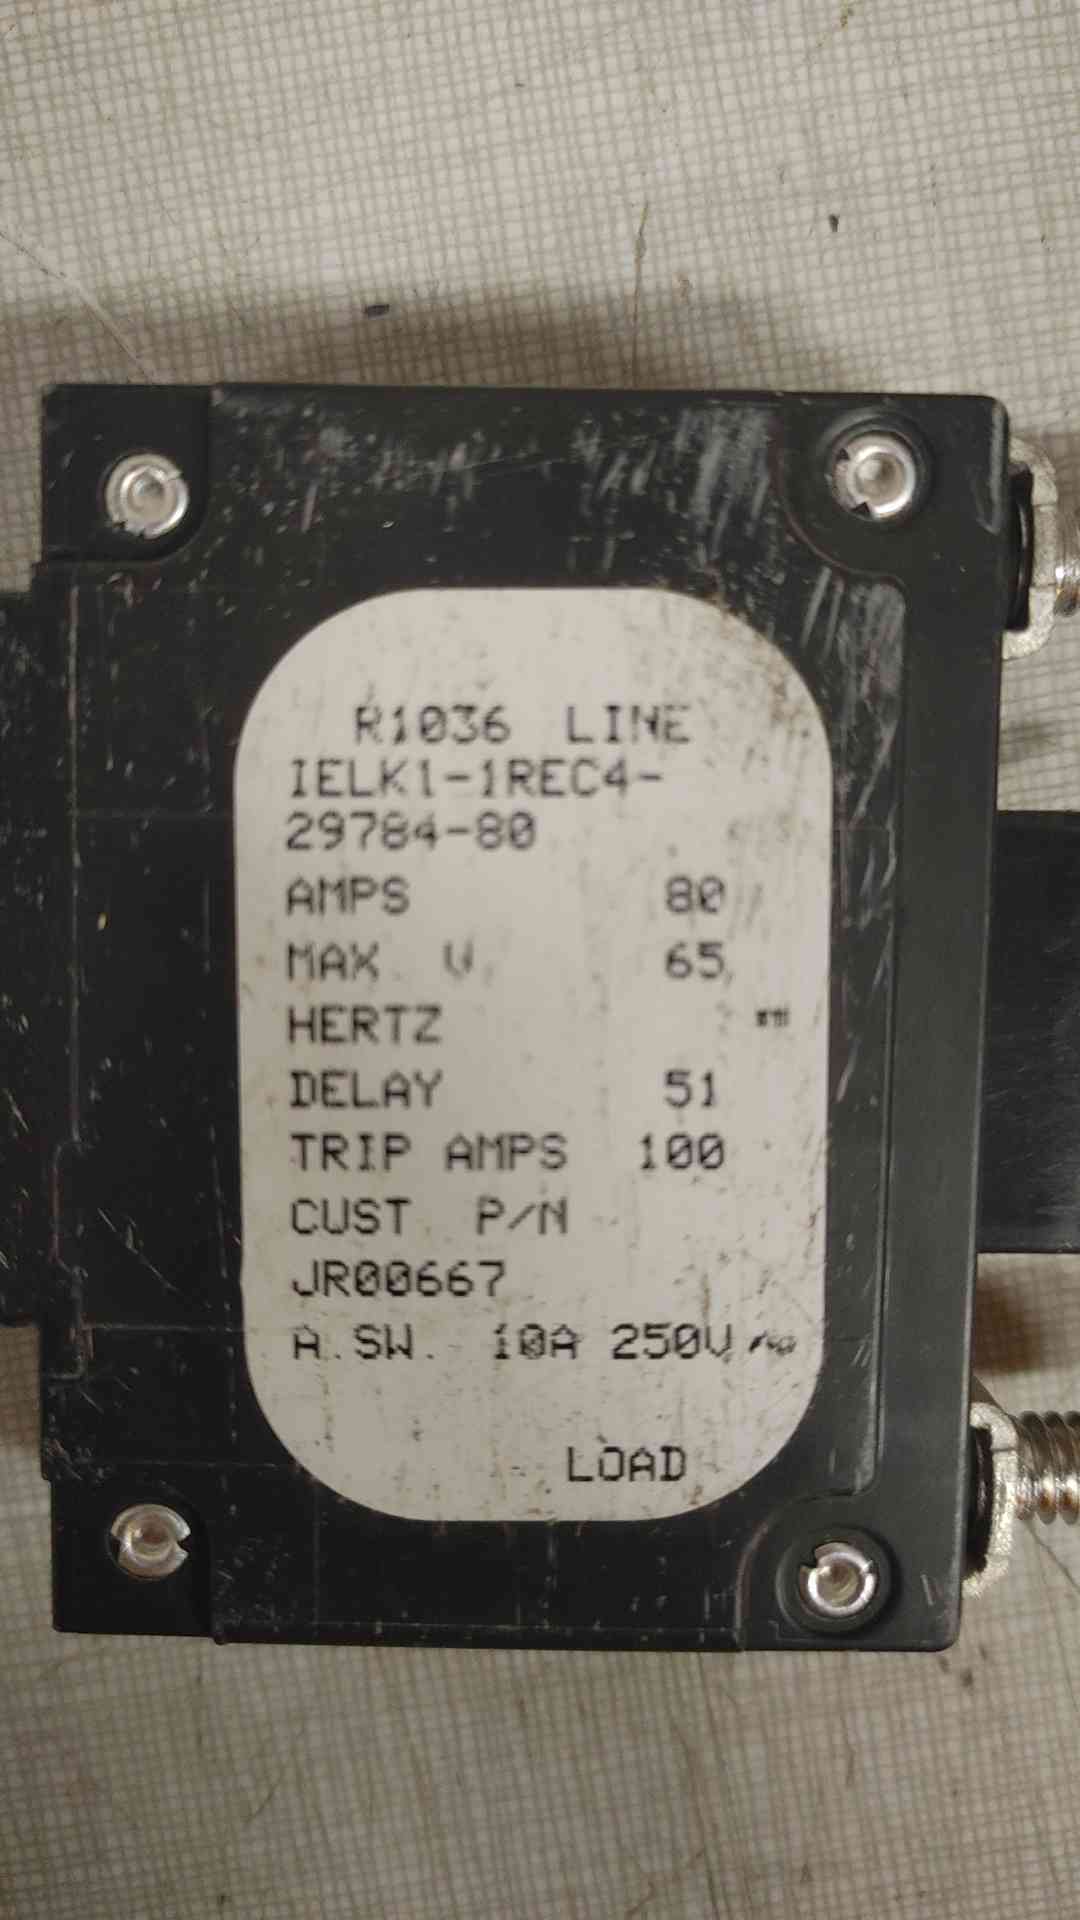 R1036 LINE
IELK1-1REC4-
29784-80
AMPS 80
MAX V 65
HERTZ
DELAY 51
TRIP AMPS 100
CUST P/N
JR00667
A.SW. 10A 250V
LOAD